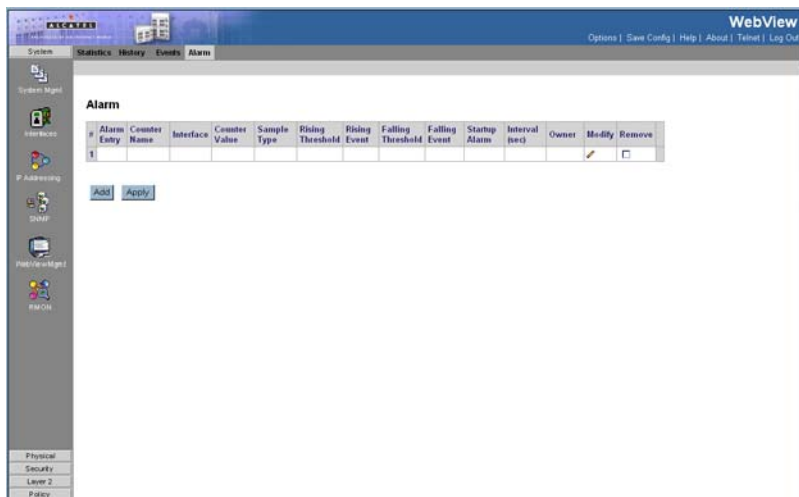 ALCATEL
WebView
Options | Save Config | Help | About | Telnet | Log Out
System
Statistics History Events Alarm
System Mgmt
Interfaces
IP Addressing
SNMP
WebViewMgmt
RMON
Physical
Security
Layer 2
Policy
Alarm
# Alarm Entry Counter Name Interface Counter Value Sample Type Rising Threshold Rising Event Falling Threshold Falling Event Startup Alarm Interval (sec) Owner Modify Remove
1
Add Apply